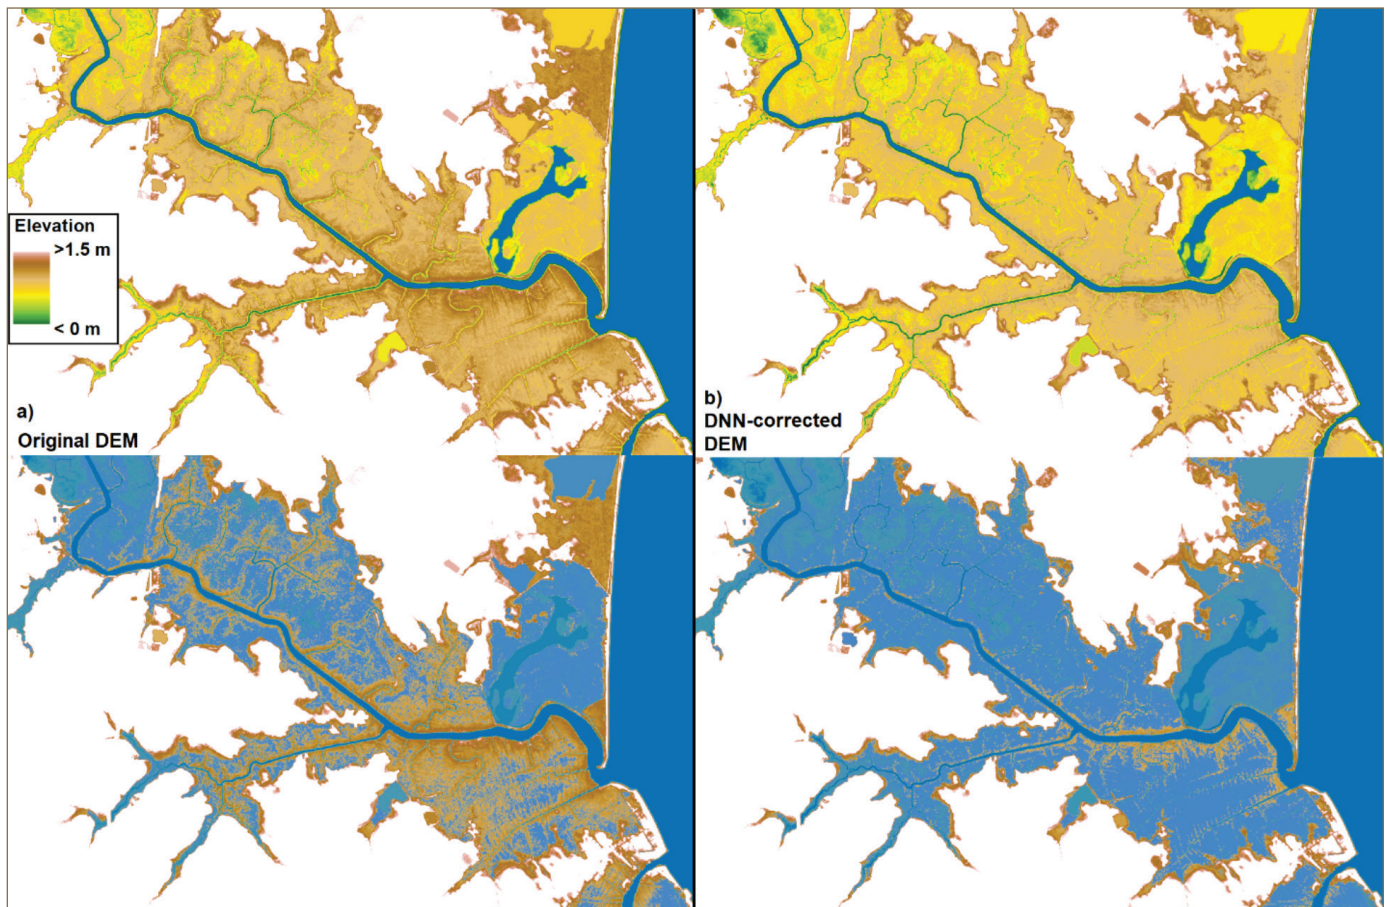 Elevation
>1.5 m
< 0 m
a)
Original DEM
b)
DNN-corrected
DEM